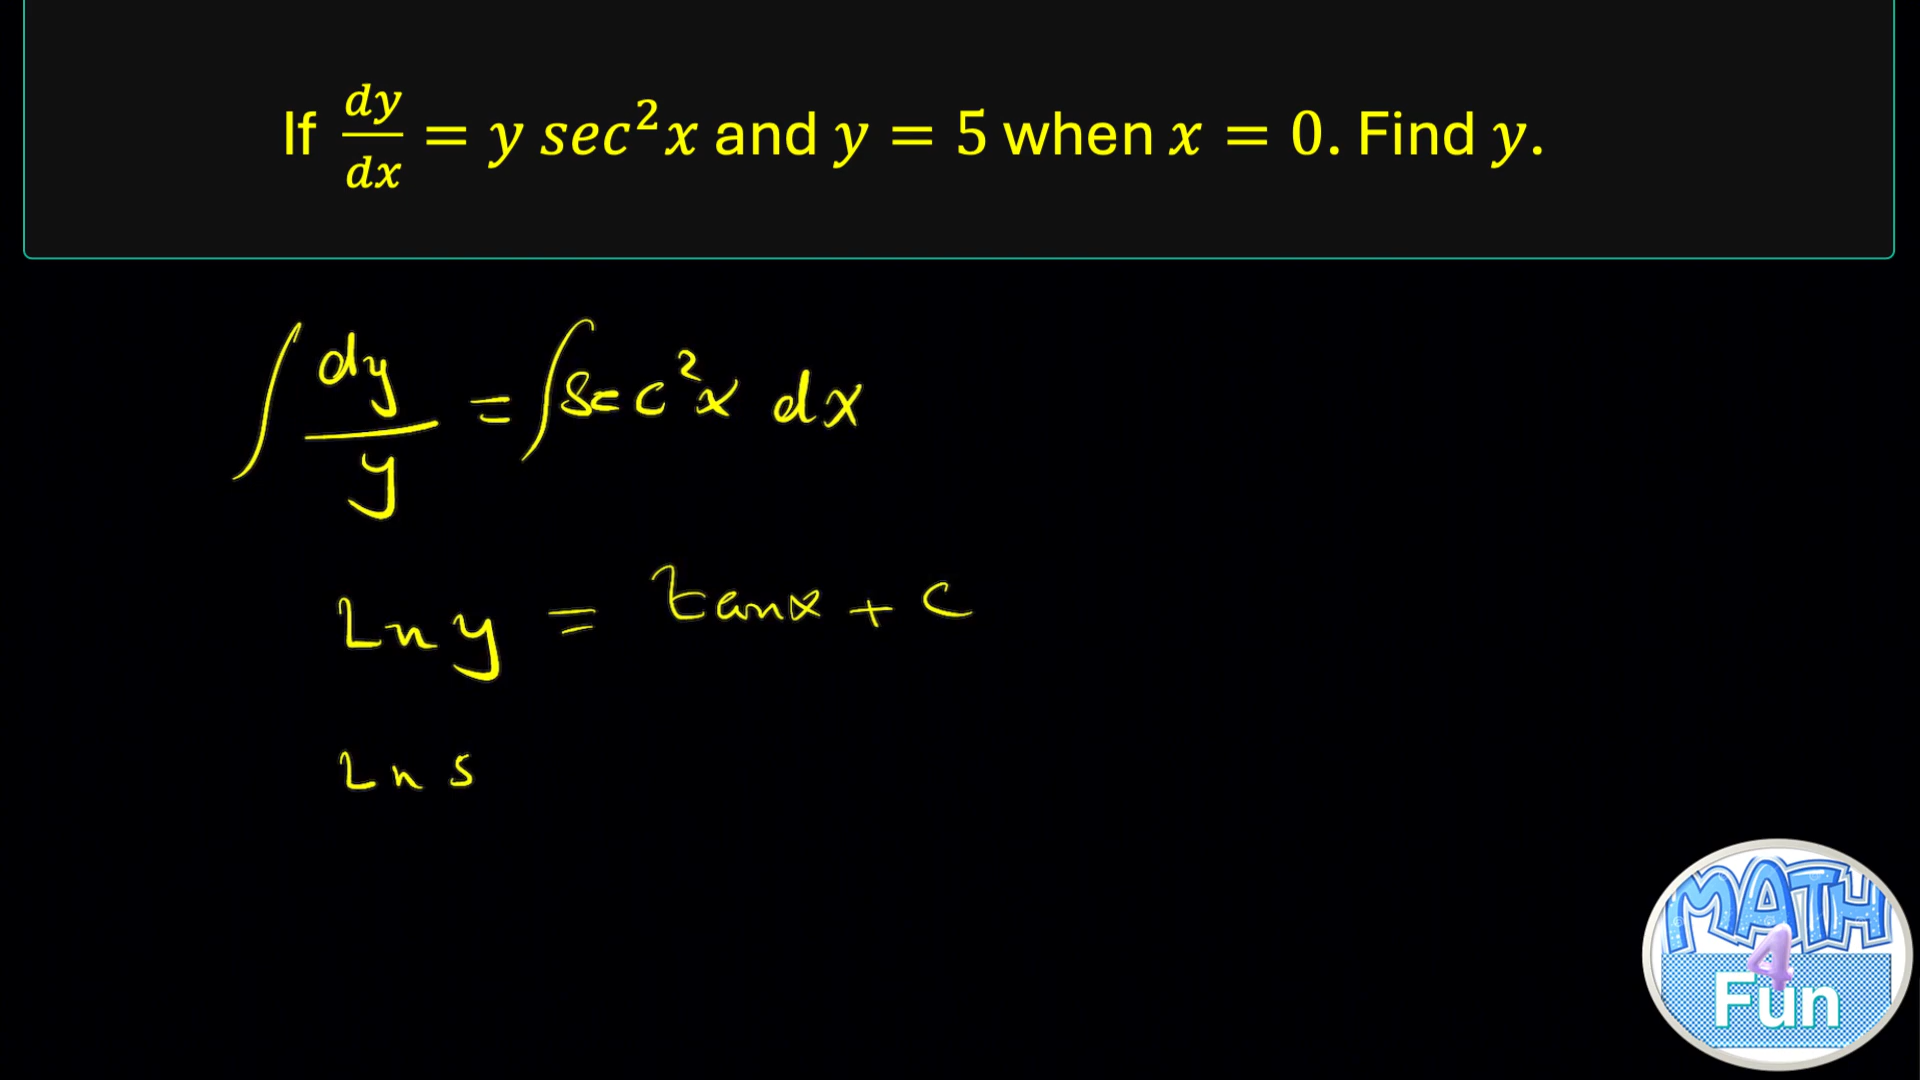 If dy/dx = y sec²x and y = 5 when x = 0. Find y.
∫ dy/y = ∫ sec²x dx
Ln y = tanx + c
Ln 5
MATH
4
Fun